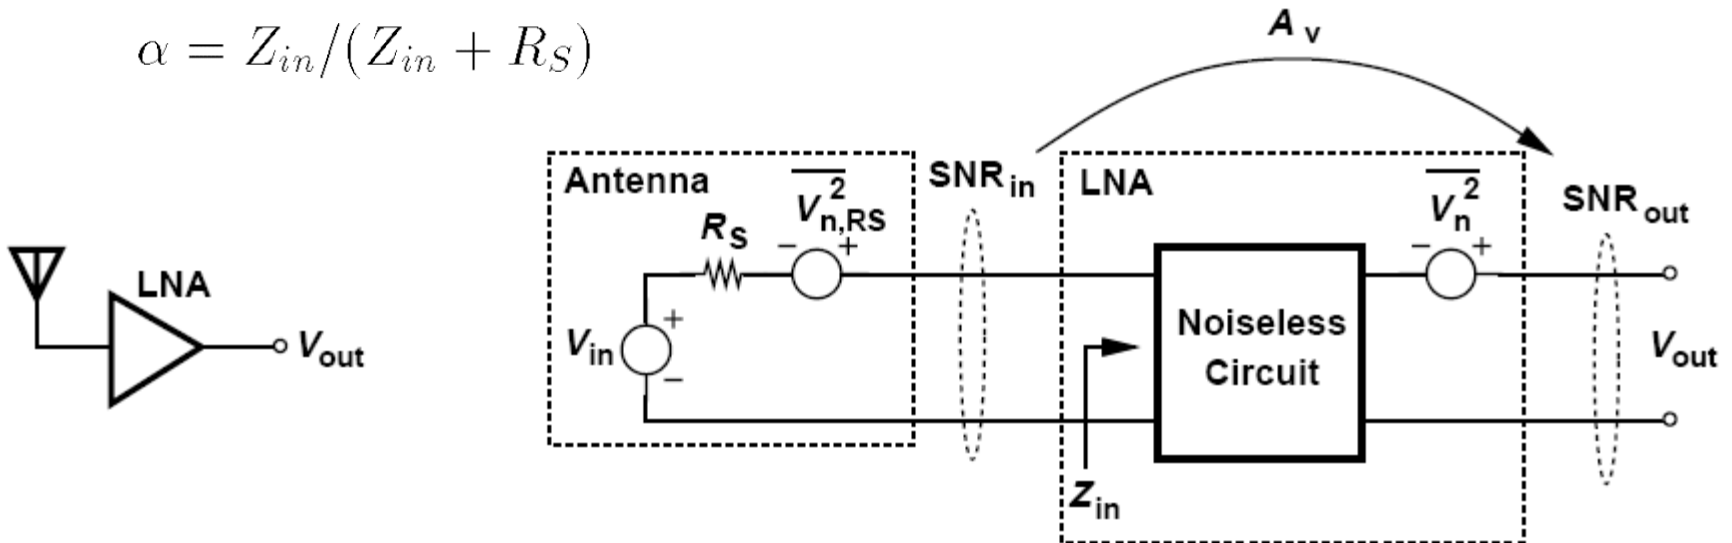 α = Z_in/(Z_in + R_S)
A_v
Antenna
V_n,RS^2
SNR_in
LNA
V_n^2
SNR_out
R_S
− +
− +
LNA
V_out
V_in
+
−
Noiseless
Circuit
V_out
Z_in